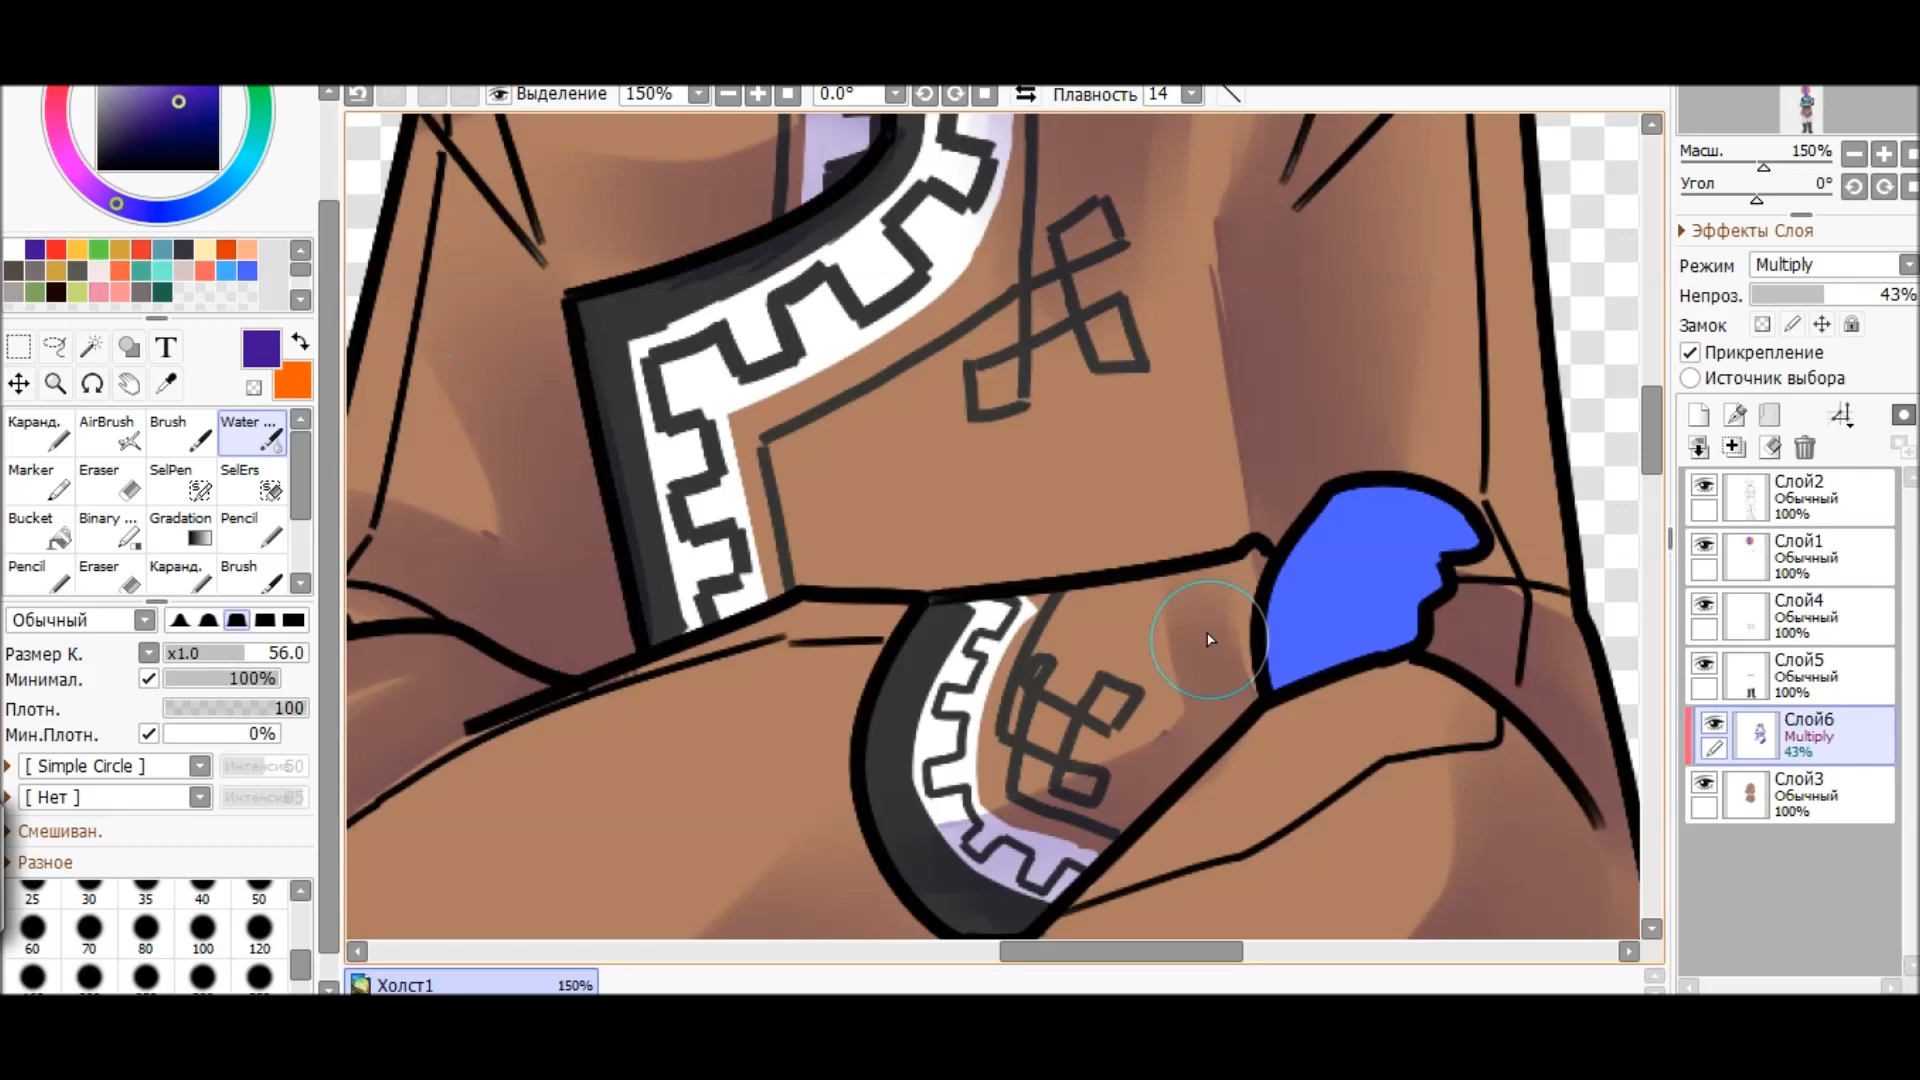 Выделение 150% 0.0° Плавность 14
Масш. 150%
Угол 0°
Эффекты Слоя
Режим Multiply
Непроз. 43%
Замок
Прикрепление
Источник выбора
T
Каранд. AirBrush Brush Water ...
Marker Eraser SelPen SelErs
Bucket Binary ... Gradation Pencil
Pencil Eraser Каранд. Brush
Обычный
Размер К. x1.0 56.0
Минимал. 100%
Плотн. 100
Мин.Плотн. 0%
[ Simple Circle ]
[ Нет ]
Смешиван.
Разное
25 30 35 40 50
60 70 80 100 120
Слой2
Обычный
100%
Слой1
Обычный
100%
Слой4
Обычный
100%
Слой5
Обычный
100%
Слой6
Multiply
43%
Слой3
Обычный
100%
Холст1 150%